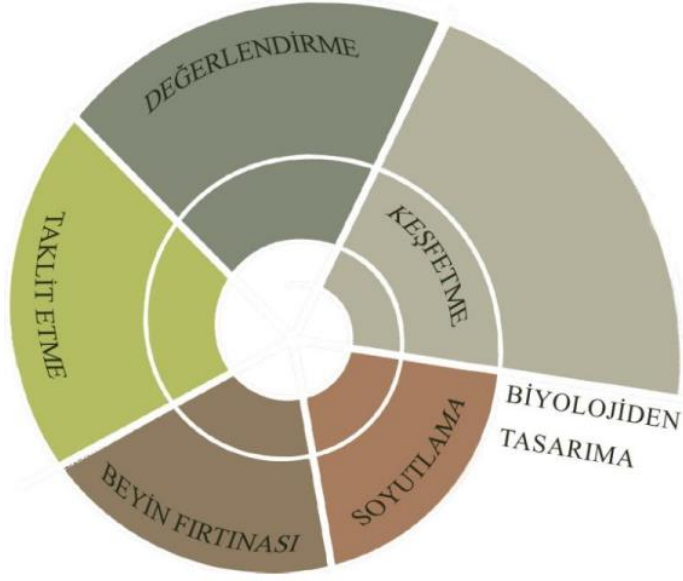 DEĞERLENDİRME
KEŞFETME
TAKLİT ETME
BİYOLOJİDEN
TASARIMA
SOYUTLAMA
BEYİN FIRTINASI